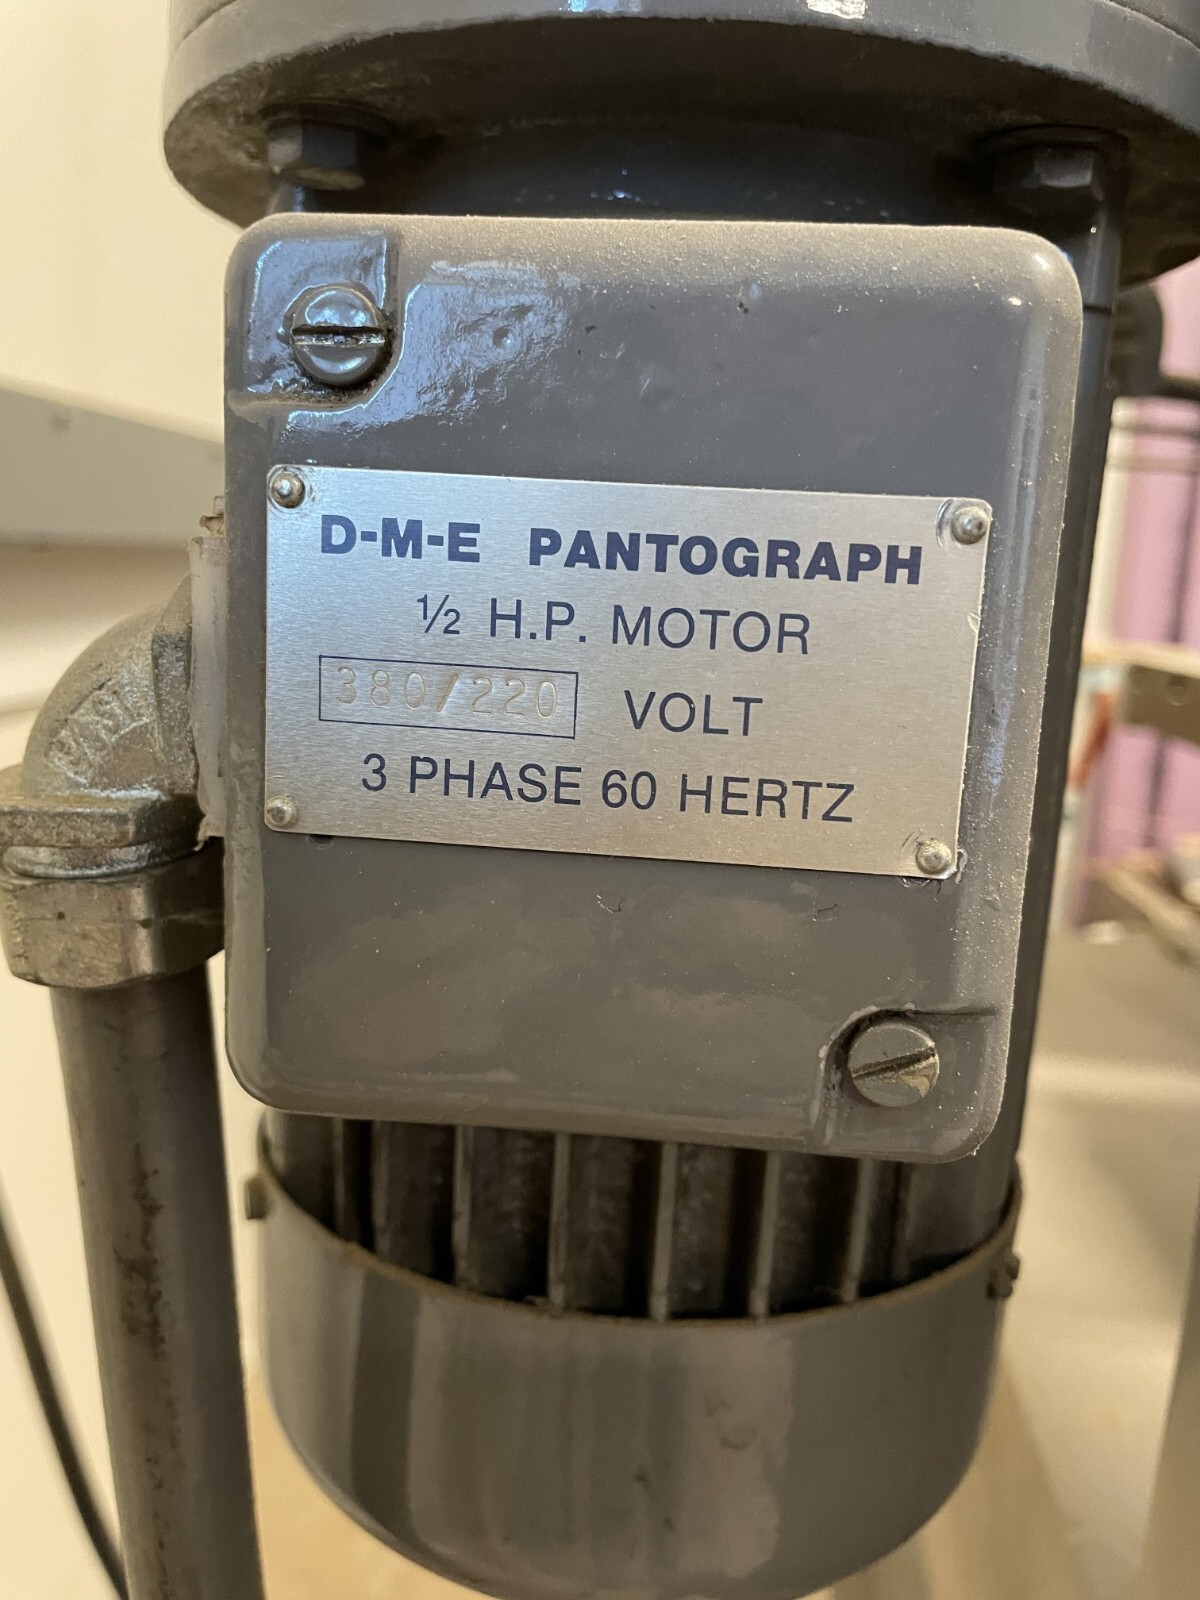 D-M-E PANTOGRAPH
½ H.P. MOTOR
380/220 VOLT
3 PHASE 60 HERTZ